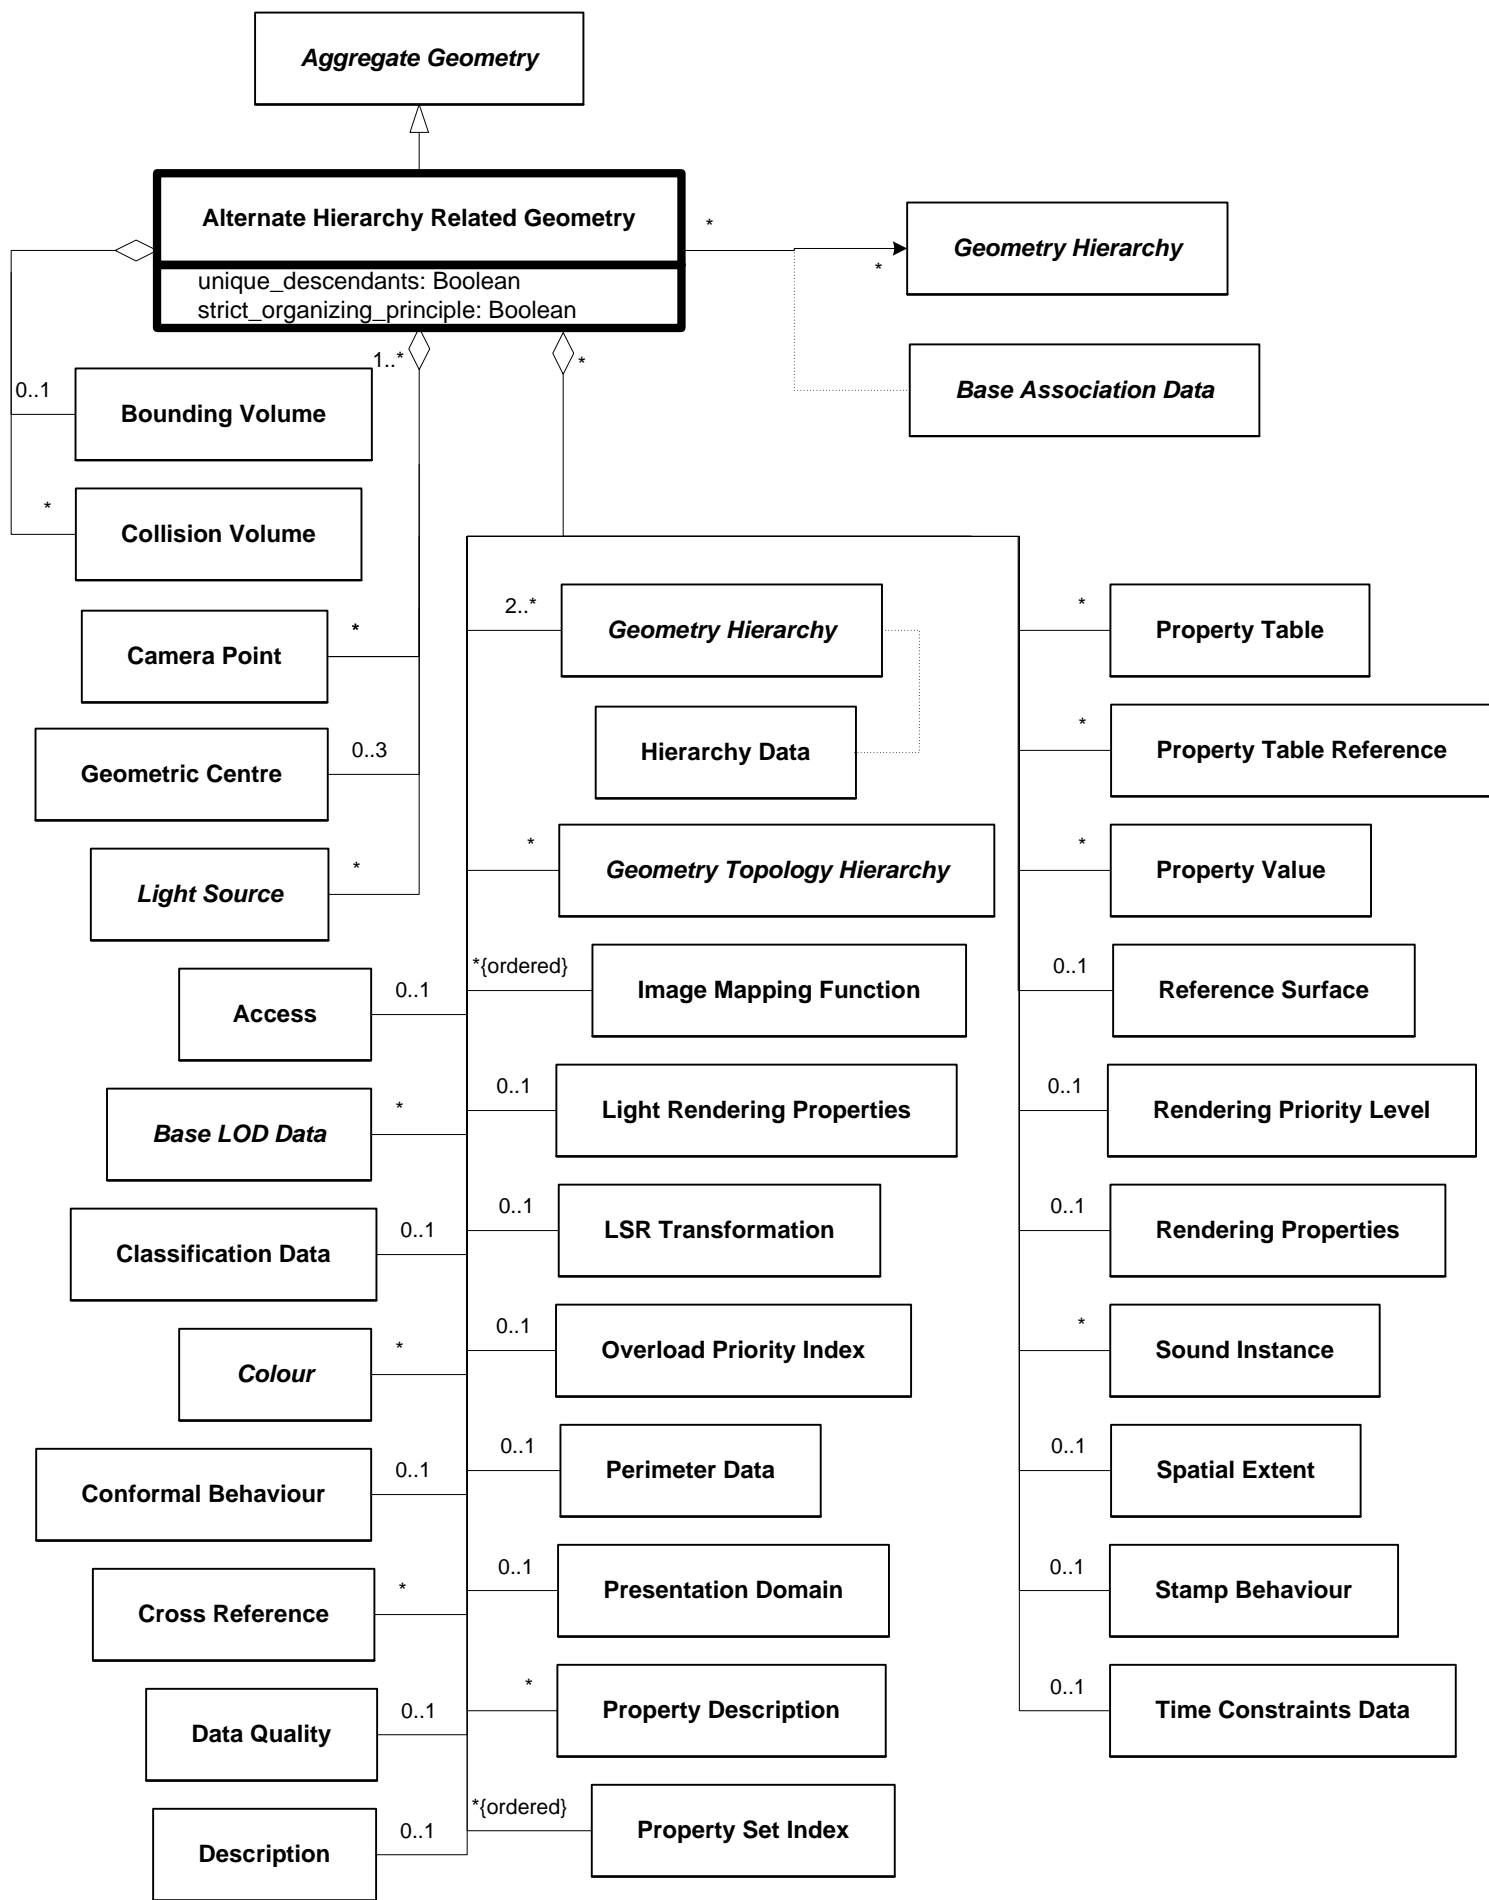 Aggregate Geometry
Alternate Hierarchy Related Geometry
unique_descendants: Boolean
strict_organizing_principle: Boolean
*
*
Geometry Hierarchy
Base Association Data
1..*
*
0..1
Bounding Volume
*
Collision Volume
*
Camera Point
0..3
Geometric Centre
*
Light Source
0..1
Access
*
Base LOD Data
0..1
Classification Data
*
Colour
0..1
Conformal Behaviour
*
Cross Reference
0..1
Data Quality
0..1
Description
2..*
Geometry Hierarchy
Hierarchy Data
*
Geometry Topology Hierarchy
*{ordered}
Image Mapping Function
0..1
Light Rendering Properties
0..1
LSR Transformation
0..1
Overload Priority Index
0..1
Perimeter Data
0..1
Presentation Domain
*
Property Description
*{ordered}
Property Set Index
*
Property Table
*
Property Table Reference
*
Property Value
0..1
Reference Surface
0..1
Rendering Priority Level
0..1
Rendering Properties
*
Sound Instance
0..1
Spatial Extent
0..1
Stamp Behaviour
0..1
Time Constraints Data